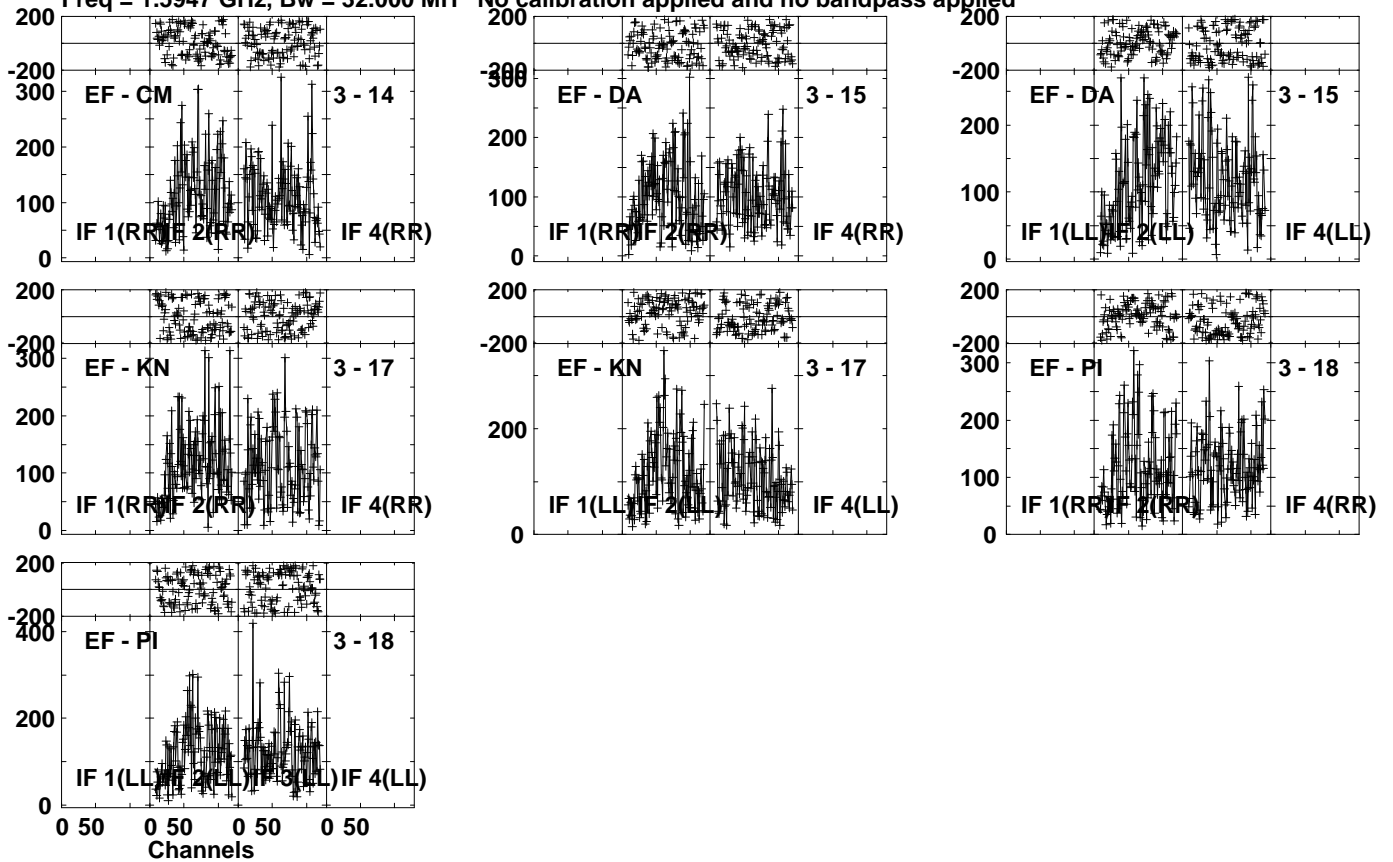 Freq = 1.5947 GHz, Bw = 32.000 MH No calibration applied and no bandpass applied
200
-200
300
200
100
0
EF - CM
3 - 14
IF 1(RR)
IF 2(RR)
IF 4(RR)
200
-200
300
200
100
0
EF - DA
3 - 15
IF 1(RR)
IF 2(RR)
IF 4(RR)
200
-200
200
100
0
EF - DA
3 - 15
IF 1(LL)
IF 2(LL)
IF 4(LL)
200
-200
300
200
100
0
EF - KN
3 - 17
IF 1(RR)
IF 2(RR)
IF 4(RR)
200
-200
200
0
EF - KN
3 - 17
IF 1(LL)
IF 2(LL)
IF 4(LL)
200
-200
300
200
100
0
EF - PI
3 - 18
IF 1(RR)
IF 2(RR)
IF 4(RR)
200
-200
400
200
0
EF - PI
3 - 18
IF 1(LL)
IF 2(LL)
IF 3(LL)
IF 4(LL)
0 50 0 50 0 50 0 50
Channels